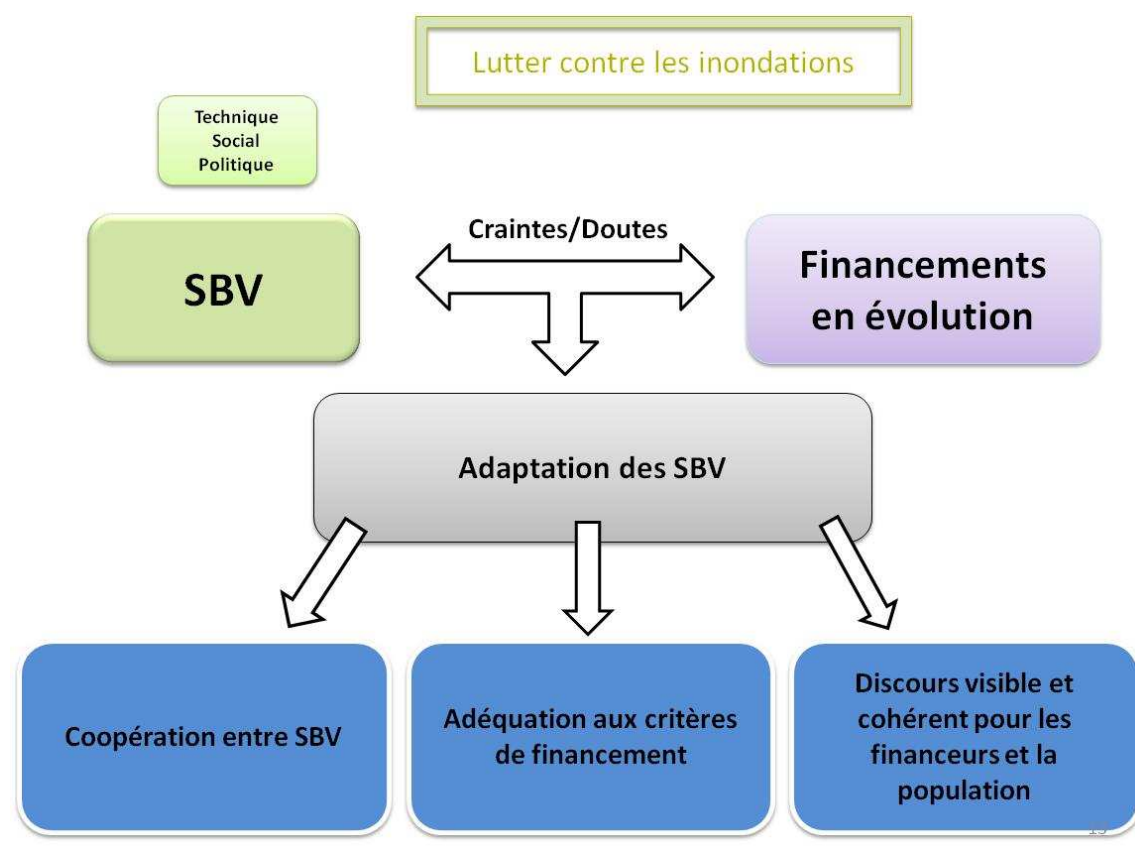 Lutter contre les inondations
Technique
Social
Politique
SBV
Craintes/Doutes
Financements
en évolution
Adaptation des SBV
Coopération entre SBV
Adéquation aux critères
de financement
Discours visible et
cohérent pour les
financeurs et la
population